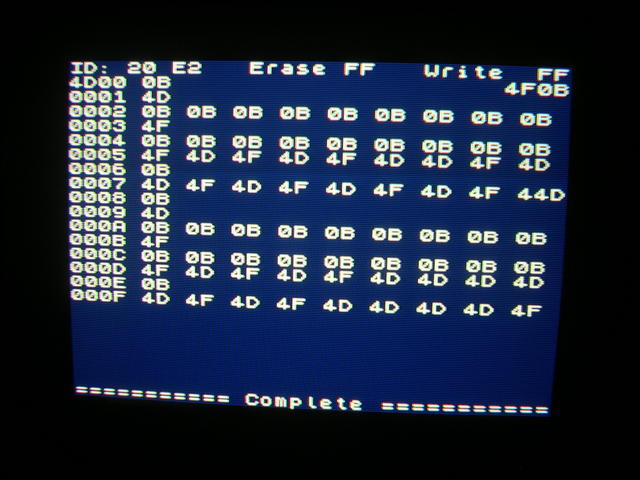 ID: 20 E2 Erase FF Write FF
4D00 0B 4F0B
0001 4D
0002 0B 0B 0B 0B 0B 0B 0B 0B 0B
0003 4F
0004 0B 0B 0B 0B 0B 0B 0B 0B 0B
0005 4F 4D 4F 4D 4F 4D 4D 4F 4D
0006 0B
0007 4D 4F 4D 4F 4D 4F 4D 4F 44D
0008 0B
0009 4D
000A 0B 0B 0B 0B 0B 0B 0B 0B 0B
000B 4F
000C 0B 0B 0B 0B 0B 0B 0B 0B 0B
000D 4F 4D 4F 4D 4F 4D 4D 4D 4D
000E 0B
000F 4D 4F 4D 4F 4D 4D 4D 4D 4F
=========== Complete ===========